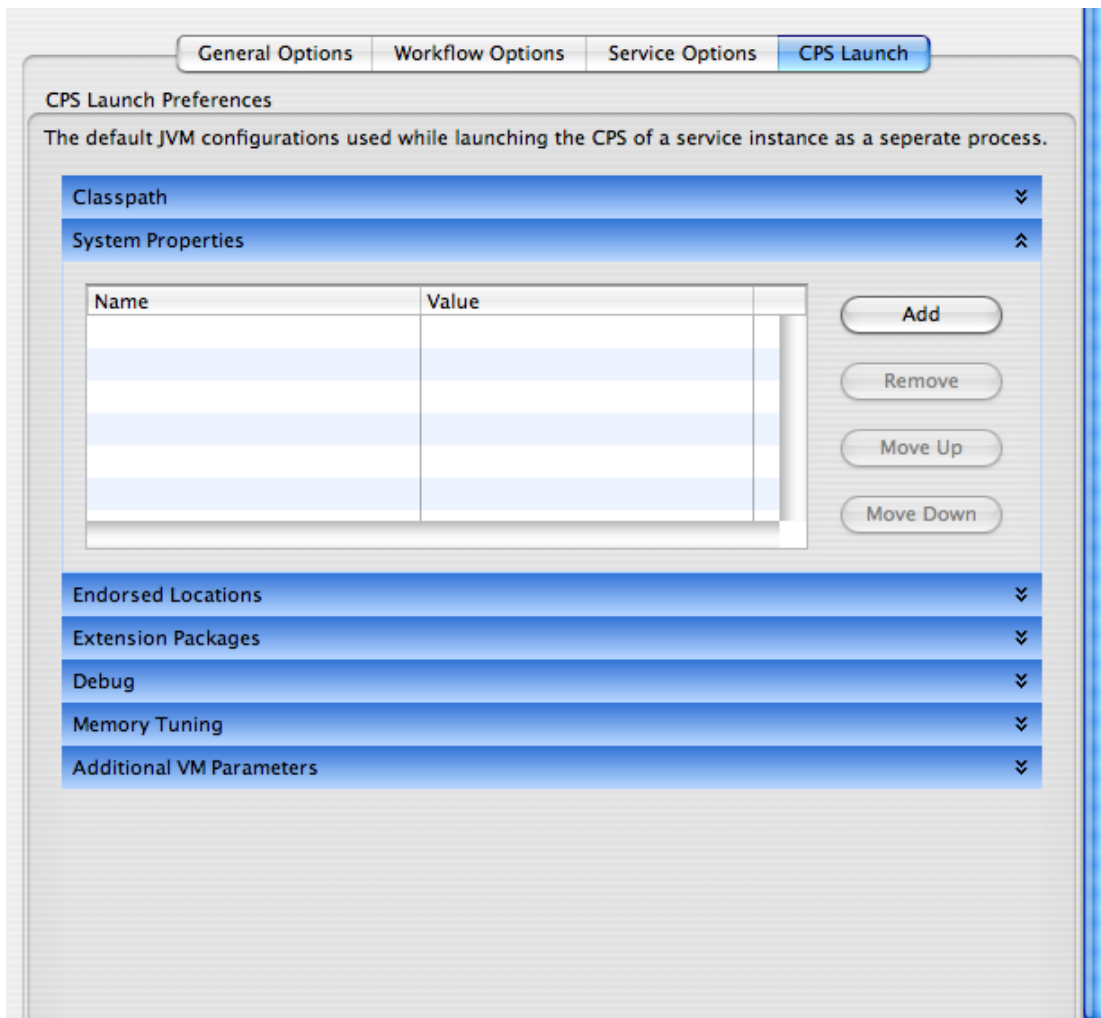 General Options Workflow Options Service Options CPS Launch
CPS Launch Preferences
The default JVM configurations used while launching the CPS of a service instance as a seperate process.
Classpath
System Properties
Name Value
Add
Remove
Move Up
Move Down
Endorsed Locations
Extension Packages
Debug
Memory Tuning
Additional VM Parameters